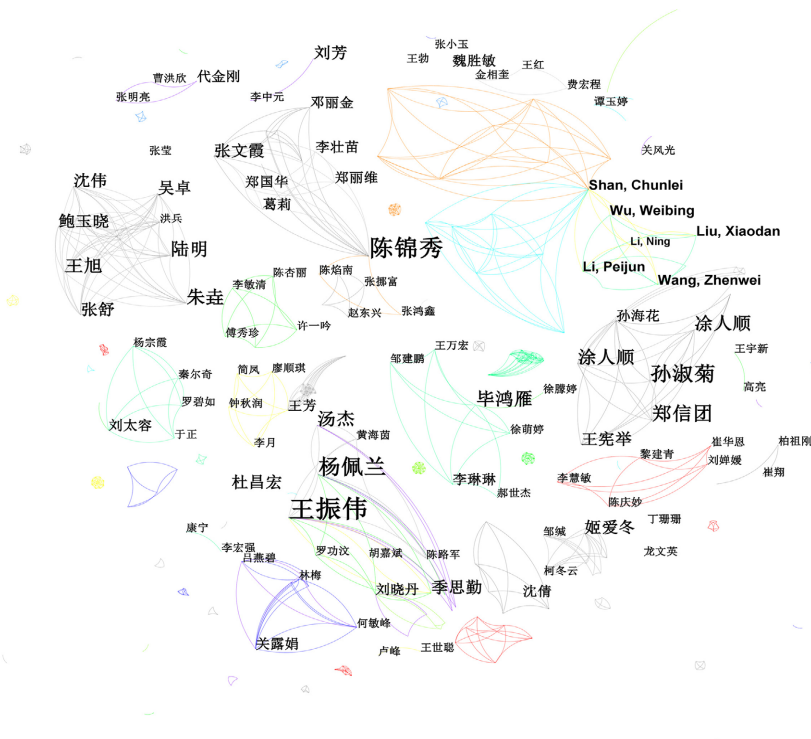 张小玉
刘芳
王勃
魏胜敏
王红
曹洪欣
代金刚
金相奎
费宏程
张明亮
李中元
邓丽金
谭玉婷
张莹
张文霞
李壮苗
关风光
沈伟
吴卓
郑国华
郑丽维
Shan, Chunlei
葛莉
鲍玉晓
洪兵
Wu, Weibing
Liu, Xiaodan
陆明
陈锦秀
Li, Ning
王旭
Li, Peijun
陈杏丽
陈焰南
李敏清
张挪富
Wang, Zhenwei
朱垚
张舒
赵东兴
张鸿鑫
孙海花
涂人顺
傅秀珍
许一吟
杨宗霞
王万宏
王宇新
邹建鹏
涂人顺
简凤
廖顺琪
孙淑菊
秦尔奇
高亮
毕鸿雁
徐朦婷
罗碧如
钟秋润
王芳
郑信团
汤杰
刘太容
徐萌婷
于正
黄海茵
李月
王宪举
崔华恩
柏祖刚
黎建青
刘婵媛
杨佩兰
崔翔
杜昌宏
李琳琳
李慧敏
郝世杰
陈庆妙
王振伟
丁珊珊
康宁
邹缄
姬爱冬
李宏强
罗功汶
胡嘉斌
陈路军
龙文英
吕燕碧
林梅
柯冬云
刘晓丹
季思勤
沈倩
何敏峰
关露娟
卢峰
王世聪